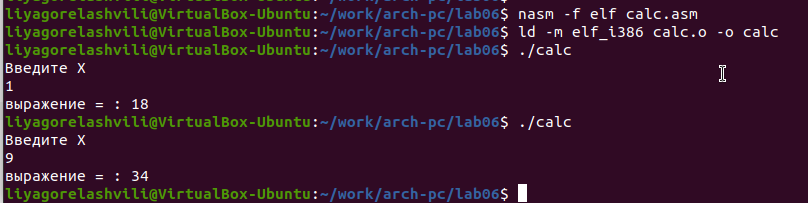 liyagorelashvili@VirtualBox-Ubuntu:~/work/arch-pc/lab06$ nasm -f elf calc.asm
liyagorelashvili@VirtualBox-Ubuntu:~/work/arch-pc/lab06$ ld -m elf_i386 calc.o -o calc
liyagorelashvili@VirtualBox-Ubuntu:~/work/arch-pc/lab06$ ./calc
Введите X
1
выражение = : 18
liyagorelashvili@VirtualBox-Ubuntu:~/work/arch-pc/lab06$ ./calc
Введите X
9
выражение = : 34
liyagorelashvili@VirtualBox-Ubuntu:~/work/arch-pc/lab06$